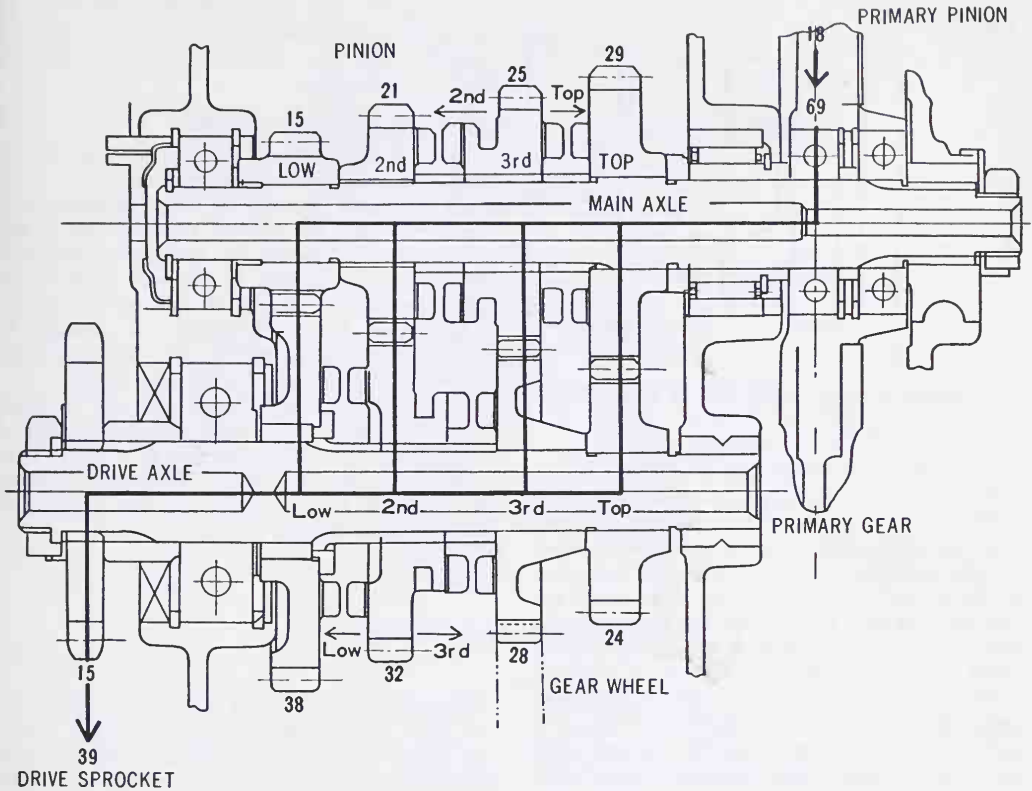 PRIMARY PINION
18
PINION
29
25
21
2nd
Top
69
15
LOW
2nd
3rd
TOP
MAIN AXLE
DRIVE AXLE
Low
2nd
3rd
Top
PRIMARY GEAR
24
Low
3rd
28
15
32
GEAR WHEEL
38
39
DRIVE SPROCKET